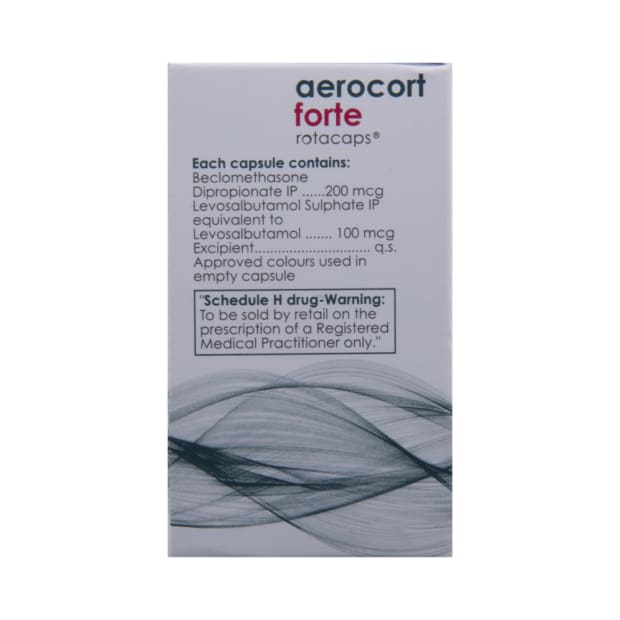 aerocort
forte
rotacaps®
Each capsule contains:
Beclomethasone
Dipropionate IP ......200 mcg
Levosalbutamol Sulphate IP
equivalent to
Levosalbutamol ....... 100 mcg
Excipient.............................. q.s.
Approved colours used in
empty capsule
"Schedule H drug-Warning:
To be sold by retail on the
prescription of a Registered
Medical Practitioner only."